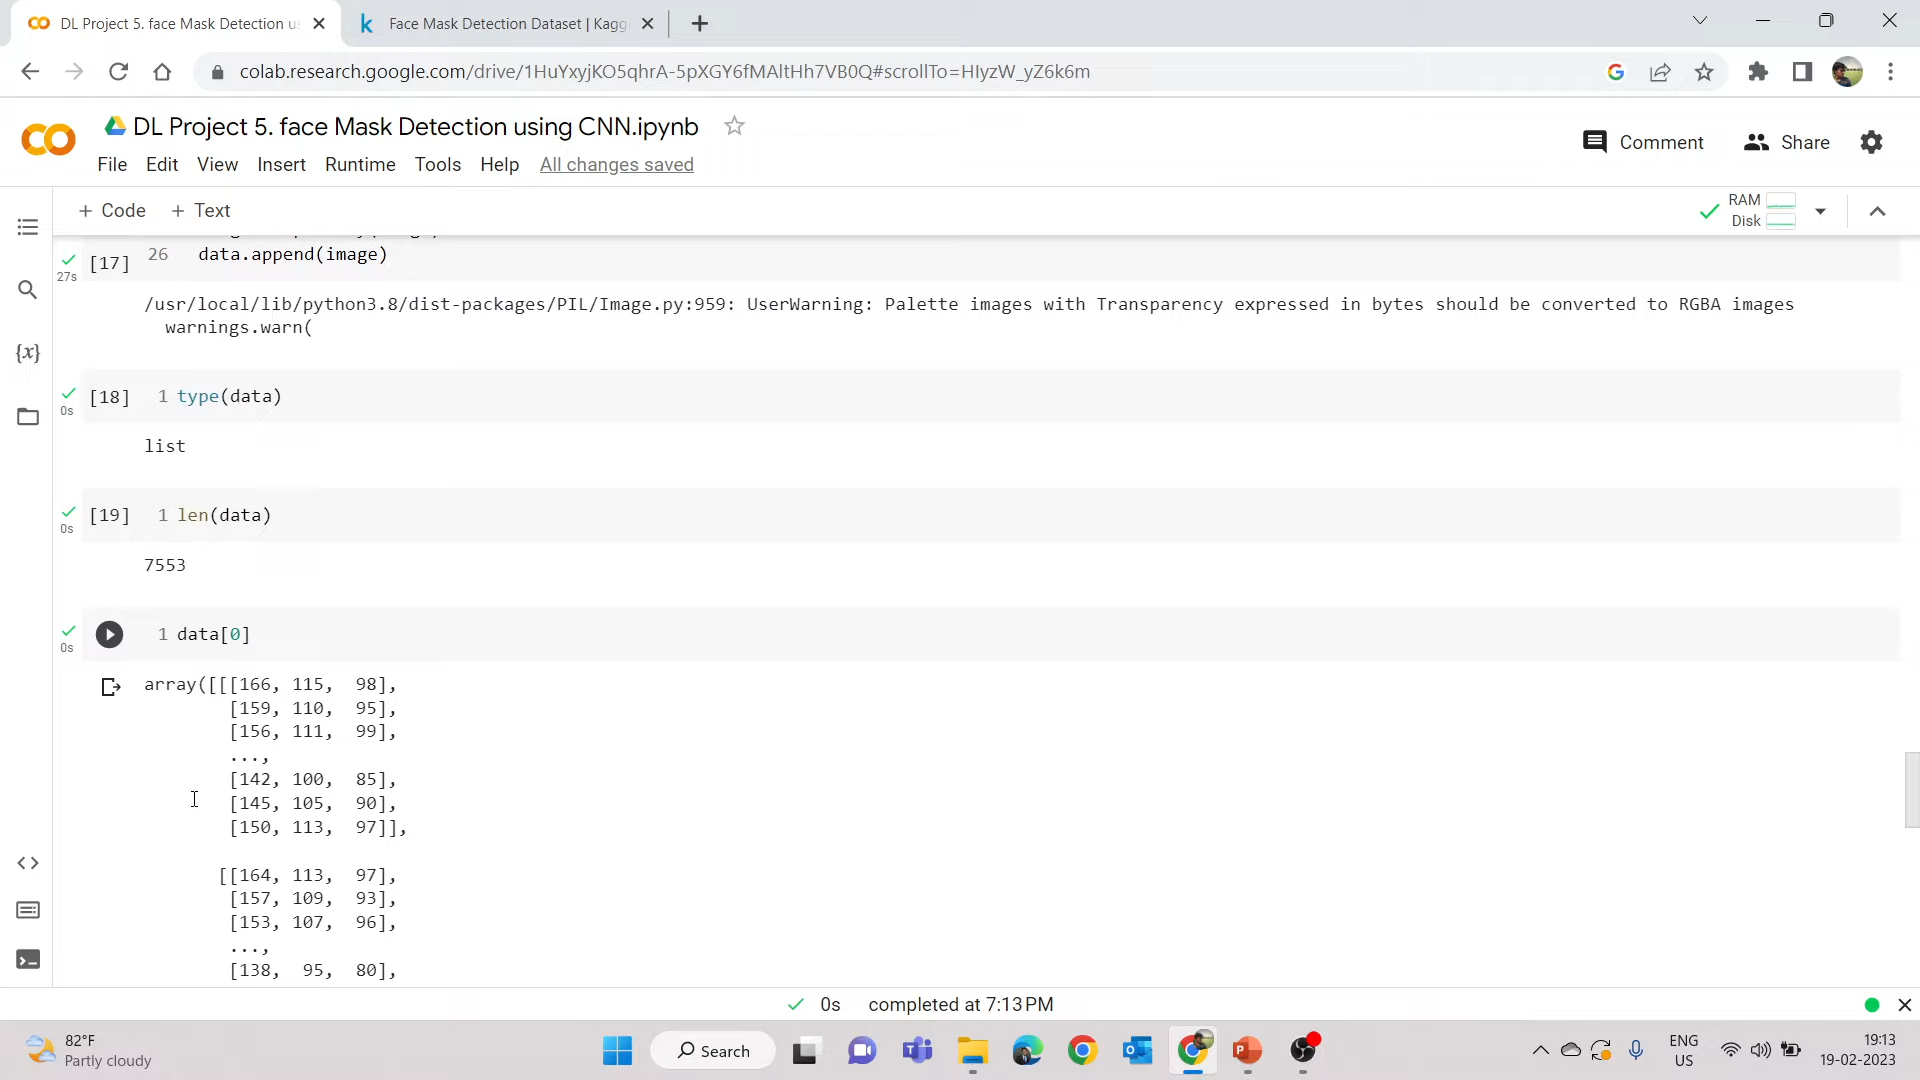 DL Project 5. face Mask Detection us
Face Mask Detection Dataset | Kagg
colab.research.google.com/drive/1HuYxyjKO5qhrA-5pXGY6fMAltHh7VB0Q#scrollTo=HIyzW_yZ6k6m
DL Project 5. face Mask Detection using CNN.ipynb
Comment
Share
File Edit View Insert Runtime Tools Help All changes saved
+ Code + Text
RAM
Disk
[17]
27s
26 data.append(image)
/usr/local/lib/python3.8/dist-packages/PIL/Image.py:959: UserWarning: Palette images with Transparency expressed in bytes should be converted to RGBA images
warnings.warn(
[18] 1 type(data)
0s
list
[19] 1 len(data)
0s
7553
1 data[0]
0s
array([[[166, 115, 98],
[159, 110, 95],
[156, 111, 99],
...,
[142, 100, 85],
[145, 105, 90],
[150, 113, 97]],
[[164, 113, 97],
[157, 109, 93],
[153, 107, 96],
...,
[138, 95, 80],
0s completed at 7:13 PM
82°F
Partly cloudy
Search
ENG
US
19:13
19-02-2023